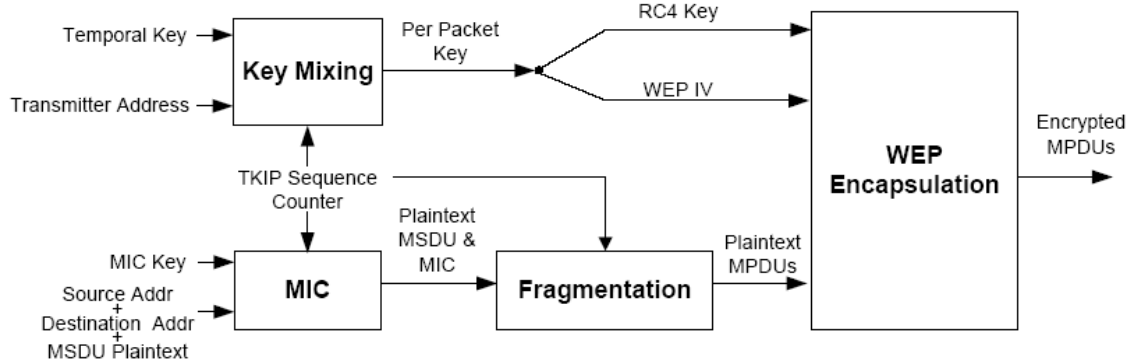 Temporal Key
Transmitter Address
Key Mixing
Per Packet
Key
RC4 Key
WEP IV
WEP
Encapsulation
Encrypted
MPDUs
TKIP Sequence
Counter
MIC Key
Source Addr
+
Destination Addr
+
MSDU Plaintext
MIC
Plaintext
MSDU &
MIC
Fragmentation
Plaintext
MPDUs